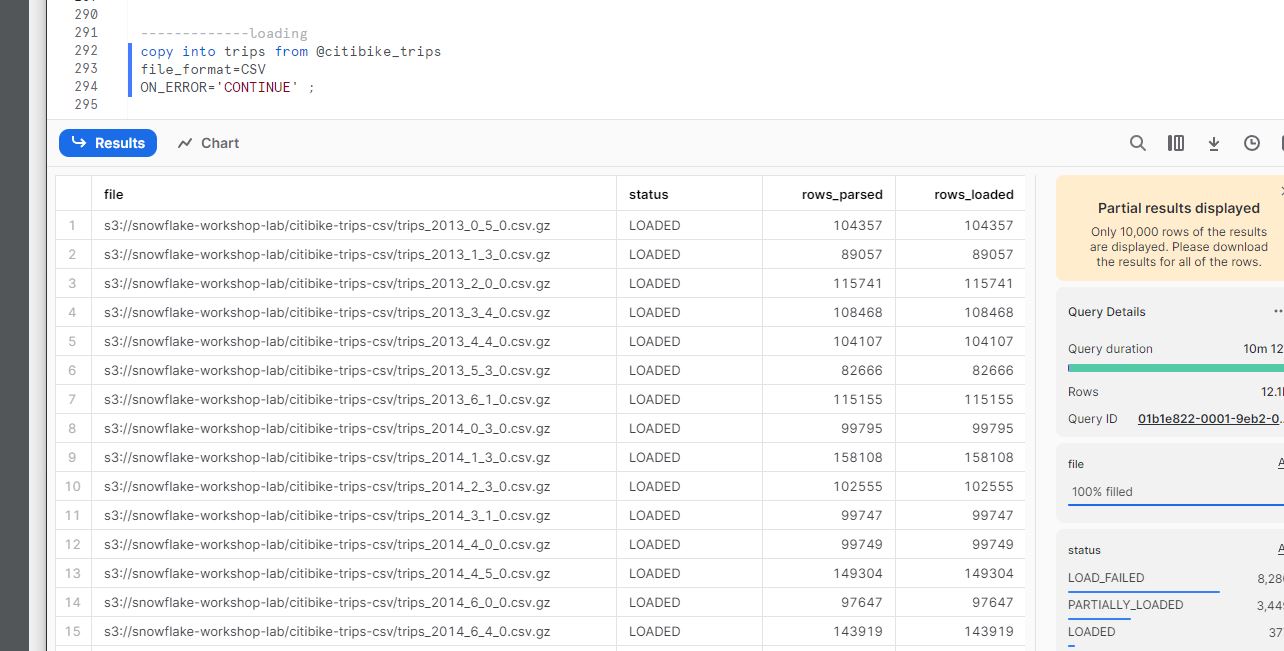 290
291 -------------loading
292 copy into trips from @citibike_trips
293 file_format=CSV
294 ON_ERROR='CONTINUE' ;
295
Results Chart
file status rows_parsed rows_loaded
1 s3://snowflake-workshop-lab/citibike-trips-csv/trips_2013_0_5_0.csv.gz LOADED 104357 104357
2 s3://snowflake-workshop-lab/citibike-trips-csv/trips_2013_1_3_0.csv.gz LOADED 89057 89057
3 s3://snowflake-workshop-lab/citibike-trips-csv/trips_2013_2_0_0.csv.gz LOADED 115741 115741
4 s3://snowflake-workshop-lab/citibike-trips-csv/trips_2013_3_4_0.csv.gz LOADED 108468 108468
5 s3://snowflake-workshop-lab/citibike-trips-csv/trips_2013_4_4_0.csv.gz LOADED 104107 104107
6 s3://snowflake-workshop-lab/citibike-trips-csv/trips_2013_5_3_0.csv.gz LOADED 82666 82666
7 s3://snowflake-workshop-lab/citibike-trips-csv/trips_2013_6_1_0.csv.gz LOADED 115155 115155
8 s3://snowflake-workshop-lab/citibike-trips-csv/trips_2014_0_3_0.csv.gz LOADED 99795 99795
9 s3://snowflake-workshop-lab/citibike-trips-csv/trips_2014_1_3_0.csv.gz LOADED 158108 158108
10 s3://snowflake-workshop-lab/citibike-trips-csv/trips_2014_2_3_0.csv.gz LOADED 102555 102555
11 s3://snowflake-workshop-lab/citibike-trips-csv/trips_2014_3_1_0.csv.gz LOADED 99747 99747
12 s3://snowflake-workshop-lab/citibike-trips-csv/trips_2014_4_0_0.csv.gz LOADED 99749 99749
13 s3://snowflake-workshop-lab/citibike-trips-csv/trips_2014_4_5_0.csv.gz LOADED 149304 149304
14 s3://snowflake-workshop-lab/citibike-trips-csv/trips_2014_6_0_0.csv.gz LOADED 97647 97647
15 s3://snowflake-workshop-lab/citibike-trips-csv/trips_2014_6_4_0.csv.gz LOADED 143919 143919
Partial results displayed
Only 10,000 rows of the results
are displayed. Please download
the results for all of the rows.
Query Details
Query duration 10m 12
Rows 12.1
Query ID 01b1e822-0001-9eb2-0...
file
100% filled
status
LOAD_FAILED 8,28
PARTIALLY_LOADED 3,44
LOADED 37